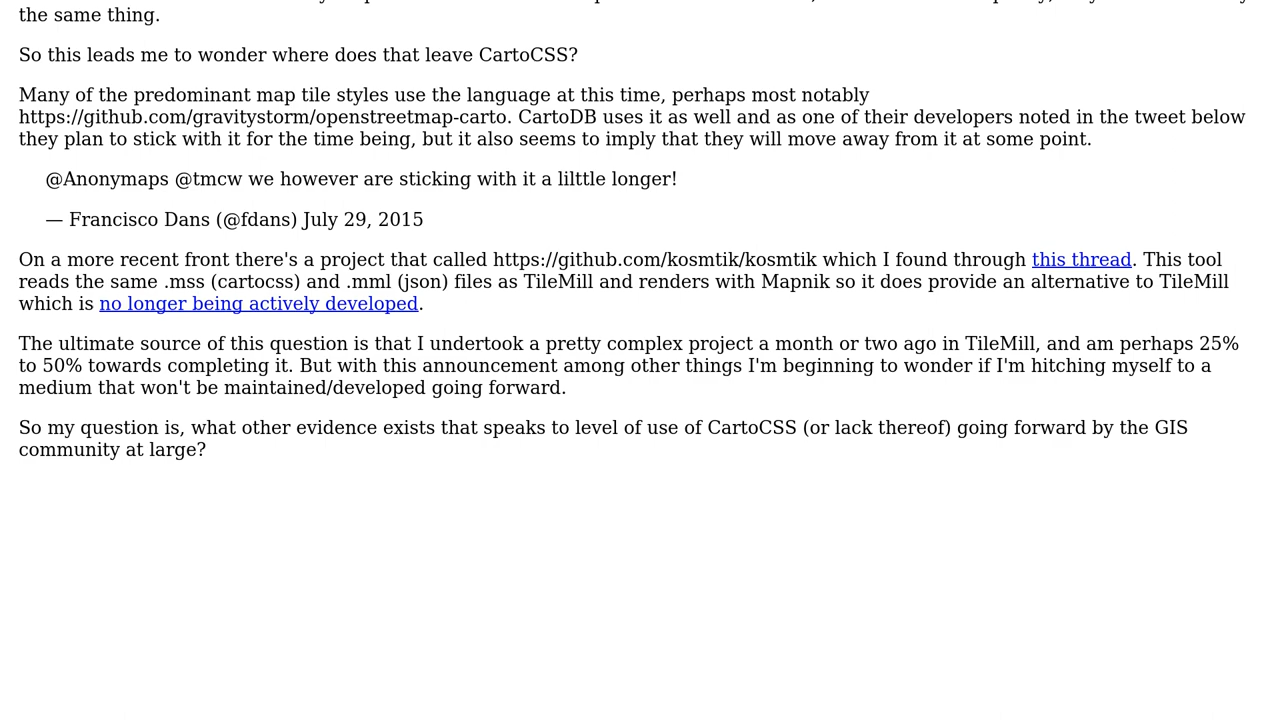 the same thing.
So this leads me to wonder where does that leave CartoCSS?
Many of the predominant map tile styles use the language at this time, perhaps most notably
https://github.com/gravitystorm/openstreetmap-carto. CartoDB uses it as well and as one of their developers noted in the tweet below
they plan to stick with it for the time being, but it also seems to imply that they will move away from it at some point.
@Anonymaps @tmcw we however are sticking with it a lilttle longer!
— Francisco Dans (@fdans) July 29, 2015
On a more recent front there's a project that called https://github.com/kosmtik/kosmtik which I found through this thread. This tool
reads the same .mss (cartocss) and .mml (json) files as TileMill and renders with Mapnik so it does provide an alternative to TileMill
which is no longer being actively developed.
The ultimate source of this question is that I undertook a pretty complex project a month or two ago in TileMill, and am perhaps 25%
to 50% towards completing it. But with this announcement among other things I'm beginning to wonder if I'm hitching myself to a
medium that won't be maintained/developed going forward.
So my question is, what other evidence exists that speaks to level of use of CartoCSS (or lack thereof) going forward by the GIS
community at large?